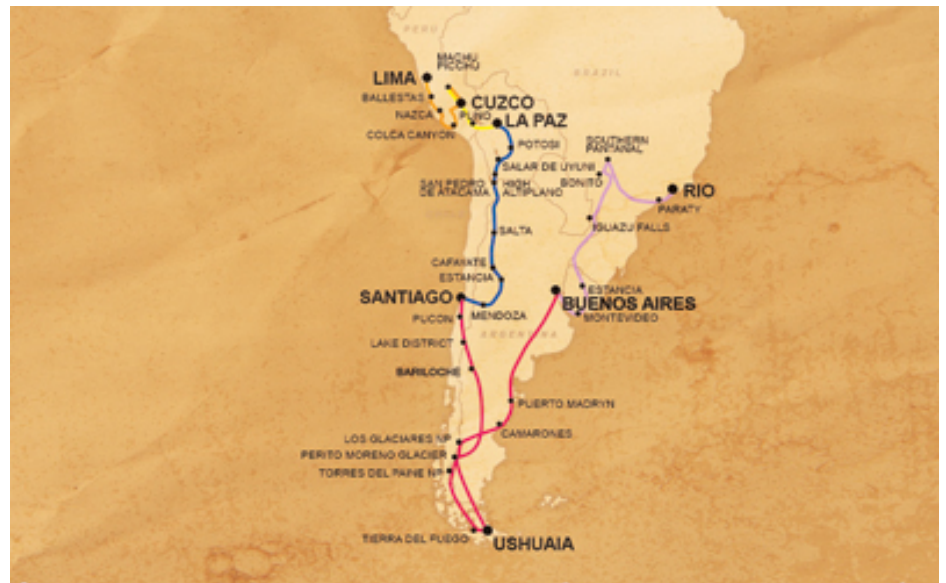 PERU
MACHU
PICCHU
BRAZIL
LIMA
BALLESTAS
CUZCO
NAZCA
PUNO
LA PAZ
COLCA CANYON
POTOSI
SOUTHERN
PANTANAL
SALAR DE UYUNI
SAN PEDRO
DE ATACAMA
HIGH
ALTIPLANO
BONITO
RIO
PARATY
IGUAZU FALLS
SALTA
CAFAYATE
ESTANCIA
ESTANCIA
SANTIAGO
BUENOS AIRES
PUCON
MENDOZA
MONTEVIDEO
ARGENTINA
LAKE DISTRICT
BARILOCHE
PUERTO MADRYN
CAMARONES
LOS GLACIARES NP
PERITO MORENO GLACIER
TORRES DEL PAINE NP
TIERRA DEL FUEGO
USHUAIA